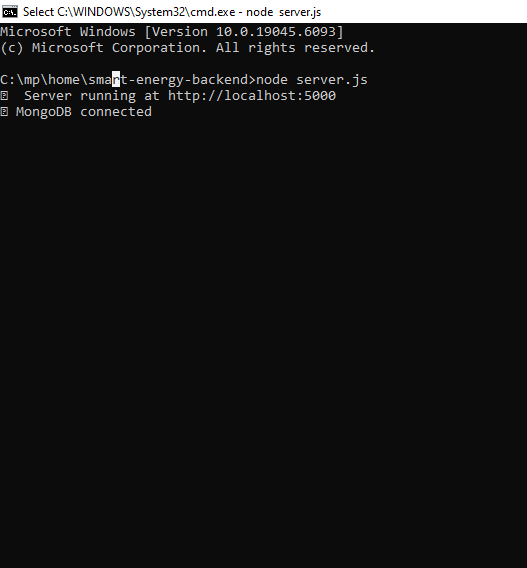 Select C:\WINDOWS\System32\cmd.exe - node server.js
Microsoft Windows [Version 10.0.19045.6093]
(c) Microsoft Corporation. All rights reserved.
C:\mp\home\smart-energy-backend>node server.js
Server running at http://localhost:5000
MongoDB connected